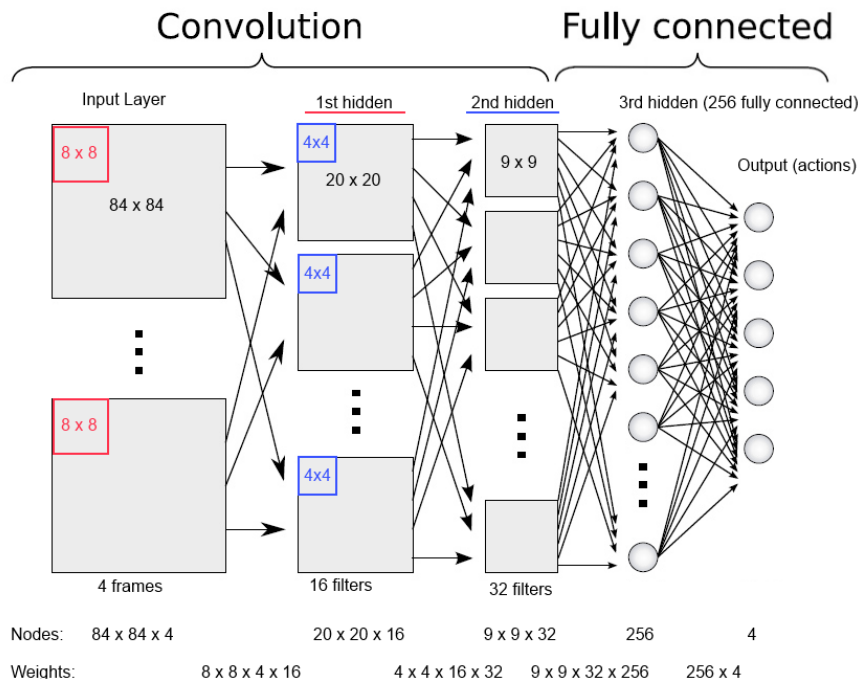 Convolution Fully connected
Input Layer 1st hidden 2nd hidden 3rd hidden (256 fully connected)
8 x 8 4x4
84 x 84 20 x 20 9 x 9
Output (actions)
4x4
8 x 8 4x4
4 frames 16 filters 32 filters
Nodes: 84 x 84 x 4 20 x 20 x 16 9 x 9 x 32 256 4
Weights: 8 x 8 x 4 x 16 4 x 4 x 16 x 32 9 x 9 x 32 x 256 256 x 4